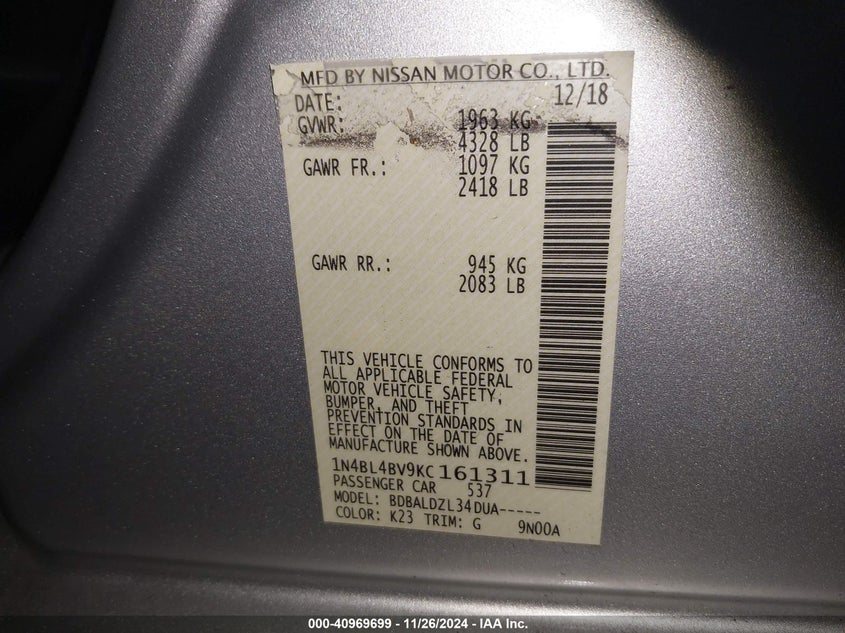 MFD BY NISSAN MOTOR CO., LTD.
DATE: 12/18
GVWR: 1963 KG
4328 LB
GAWR FR.: 1097 KG
2418 LB
GAWR RR.: 945 KG
2083 LB
THIS VEHICLE CONFORMS TO
ALL APPLICABLE FEDERAL
MOTOR VEHICLE SAFETY,
BUMPER, AND THEFT
PREVENTION STANDARDS IN
EFFECT ON THE DATE OF
MANUFACTURE SHOWN ABOVE.
1N4BL4BV9KC161311
PASSENGER CAR 537
MODEL: BDBALDZL34DUA-----
COLOR: K23 TRIM: G 9N00A
000-40969699 - 11/26/2024 - IAA Inc.